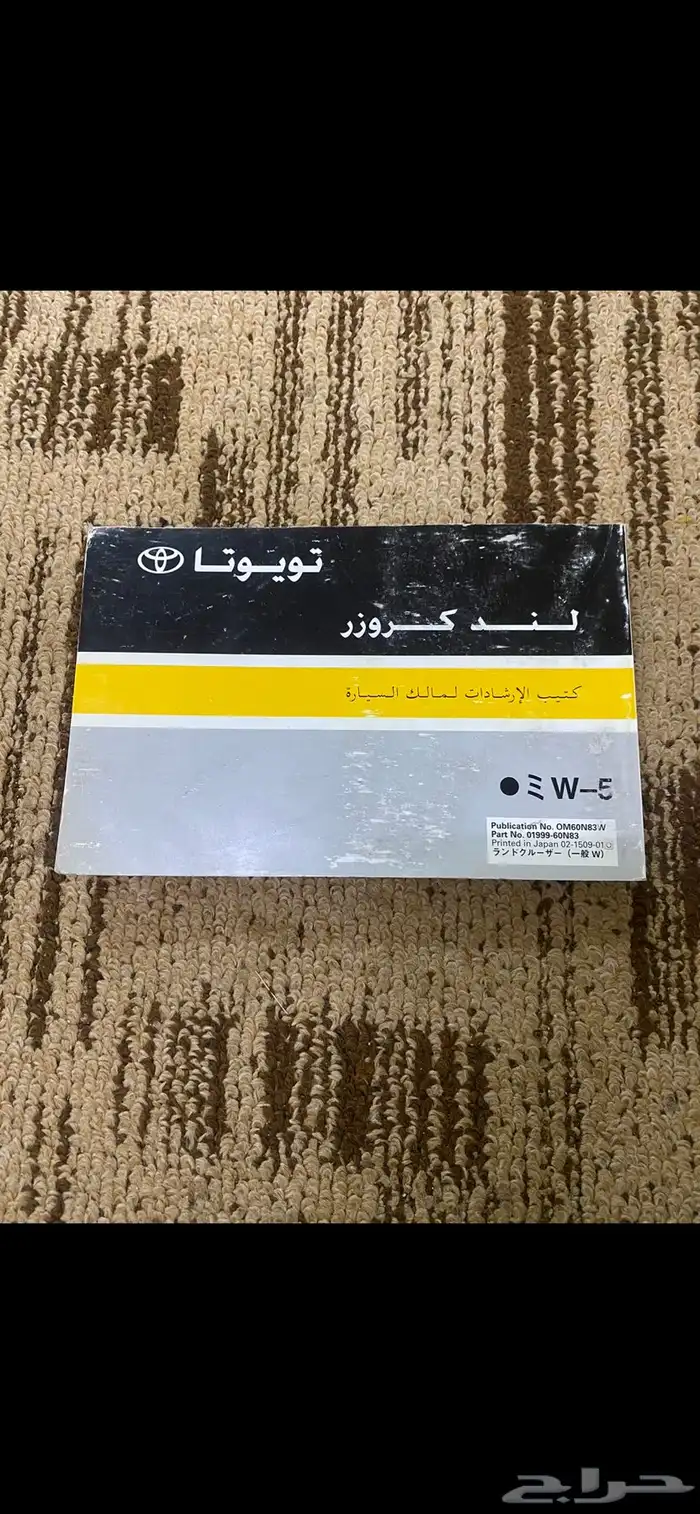 تويوتا
لند كروزر
كتيب الإرشادات لمالك السيارة
●ミ W–5
Publication No. OM60N83W
Part No. 01999-60N83
Printed in Japan 02-1509-01
ランドクルーザー (一般 W)
حراج